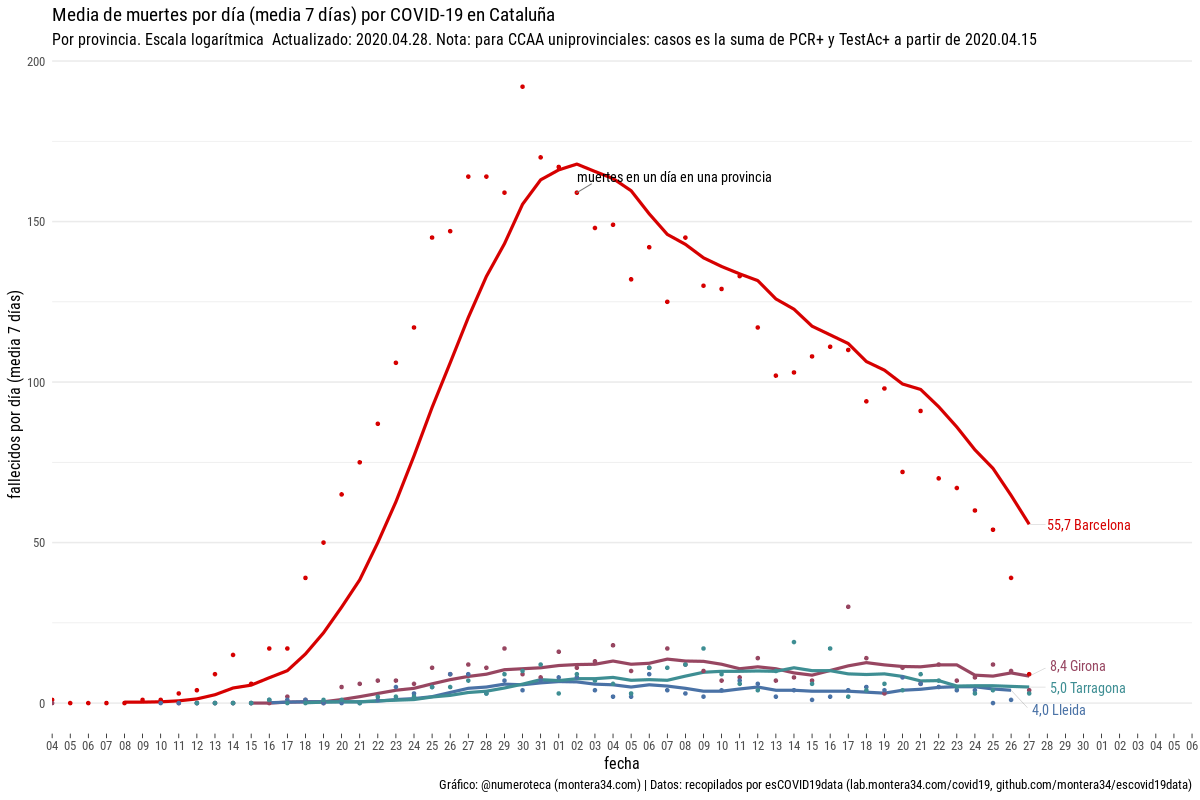 Media de muertes por día (media 7 días) por COVID-19 en Cataluña
Por provincia. Escala logarítmica  Actualizado: 2020.04.28. Nota: para CCAA uniprovinciales: casos es la suma de PCR+ y TestAc+ a partir de 2020.04.15
200
muertes en un día en una provincia
150
100
50
0
fallecidos por día (media 7 días)
55,7 Barcelona
8,4 Girona
5,0 Tarragona
4,0 Lleida
04 05 06 07 08 09 10 11 12 13 14 15 16 17 18 19 20 21 22 23 24 25 26 27 28 29 30 31 01 02 03 04 05 06 07 08 09 10 11 12 13 14 15 16 17 18 19 20 21 22 23 24 25 26 27 28 29 30 01 02 03 04 05 06
fecha
Gráfico: @numeroteca (montera34.com) | Datos: recopilados por esCOVID19data (lab.montera34.com/covid19, github.com/montera34/escovid19data)